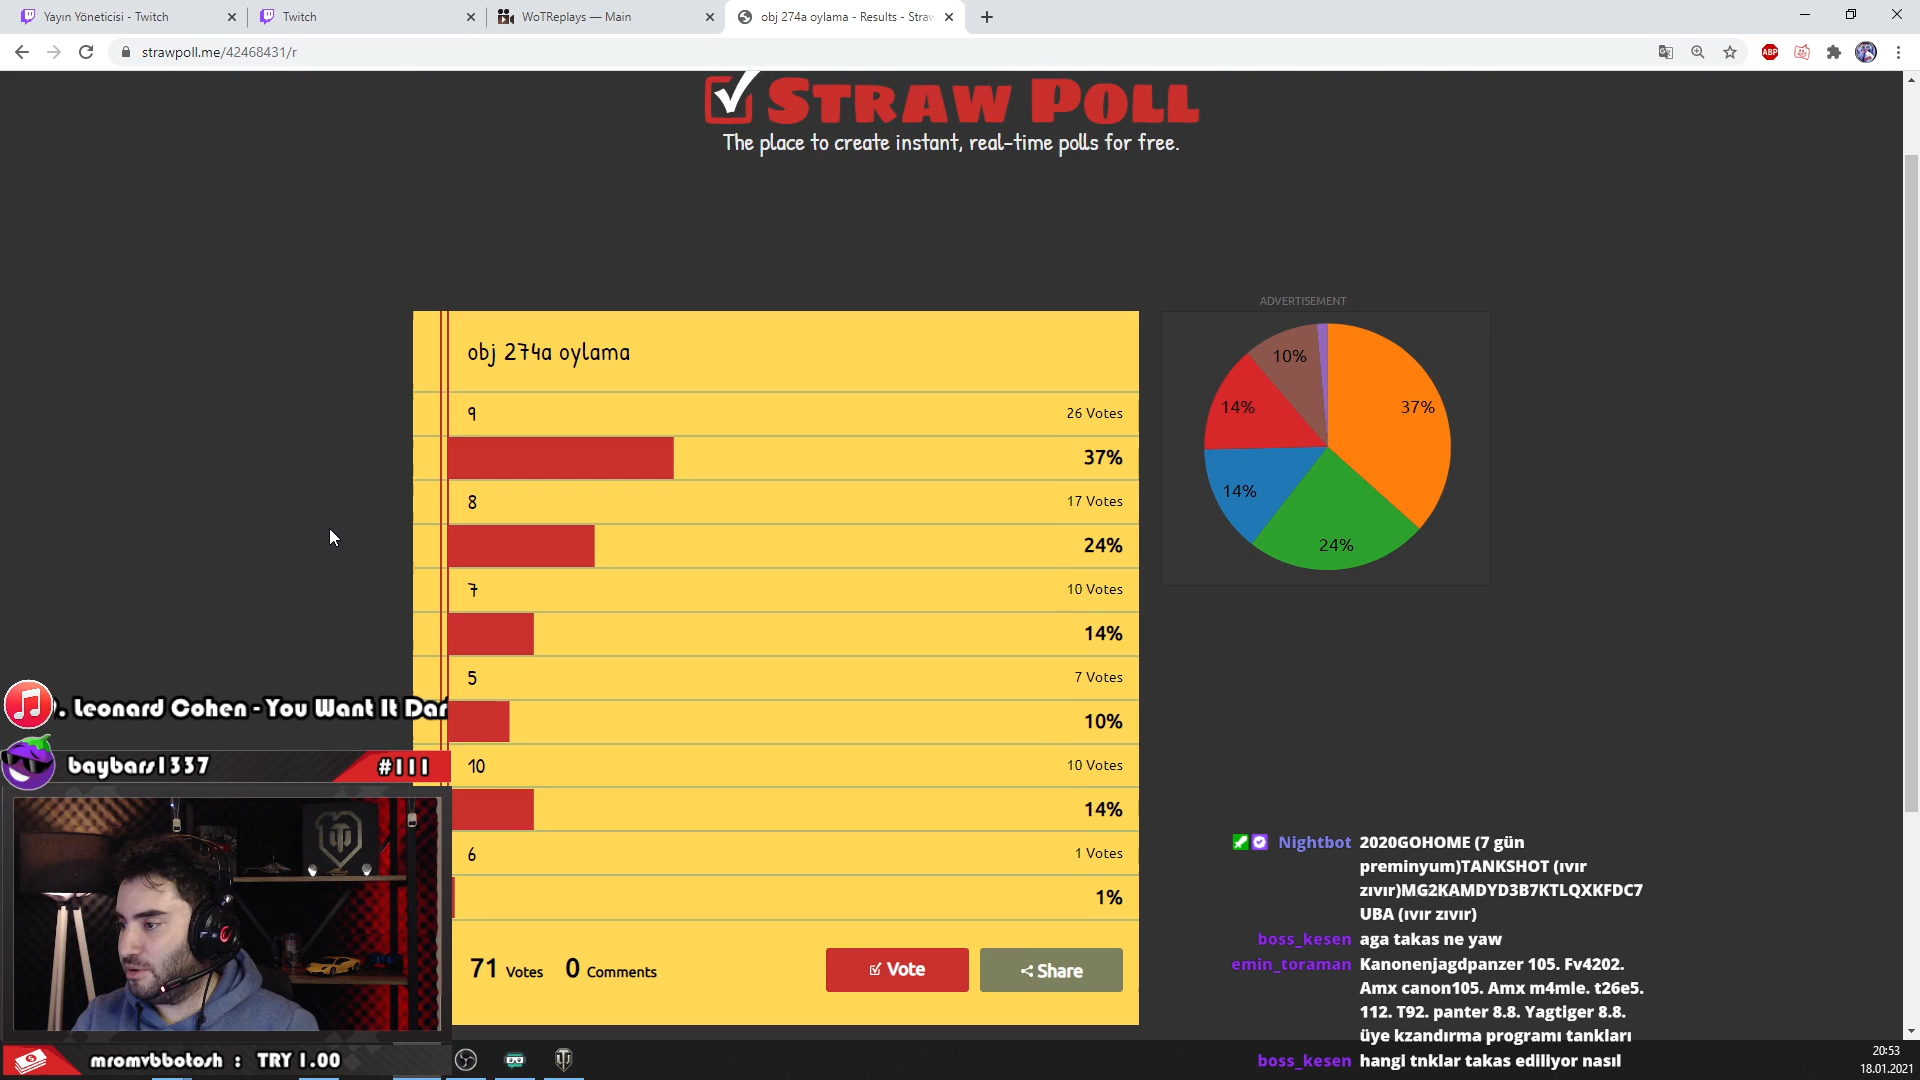 Yayın Yöneticisi - Twitch
Twitch
WoTReplays — Main
obj 274a oylama - Results - Straw
strawpoll.me/42468431/r
ABP
STRAW POLL
The place to create instant, real-time polls for free.
ADVERTISEMENT
obj 274a oylama
9
26 Votes
37%
8
17 Votes
24%
7
10 Votes
14%
5
7 Votes
10%
10
10 Votes
14%
6
1 Votes
1%
71 Votes 0 Comments
Vote
Share
10%
37%
14%
14%
24%
. Leonard Cohen - You Want It Dar
baybars1337
#111
mromvbbotosh : TRY 1.00
Nightbot 2020GOHOME (7 gün
preminyum)TANKSHOT (ıvır
zıvır)MG2KAMDYD3B7KTLQXKFDC7
UBA (ıvır zıvır)
boss_kesen aga takas ne yaw
emin_toraman Kanonenjagdpanzer 105. Fv4202.
Amx canon105. Amx m4mle. t26e5.
112. T92. panter 8.8. Yagtiger 8.8.
üye kzandırma programı tankları
boss_kesen hangi tnklar takas ediliyor nasıl
20:53
18.01.2021